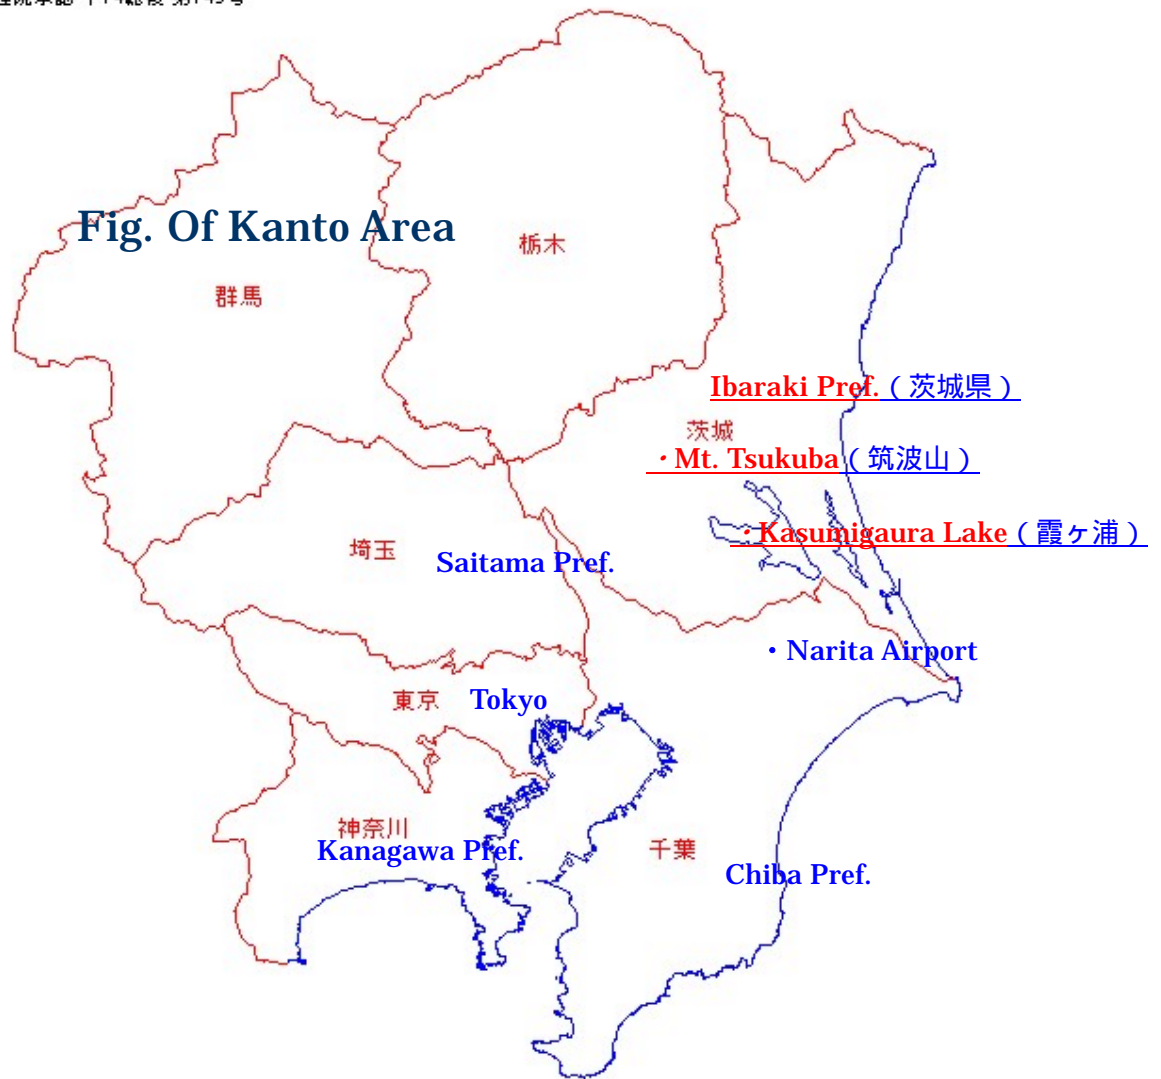 Fig. Of Kanto Area
栃木
群馬
Ibaraki Pref.（茨城県）
茨城
・Mt. Tsukuba（筑波山）
・Kasumigaura Lake（霞ヶ浦）
埼玉
Saitama Pref.
・Narita Airport
東京
Tokyo
神奈川
Kanagawa Pref.
千葉
Chiba Pref.